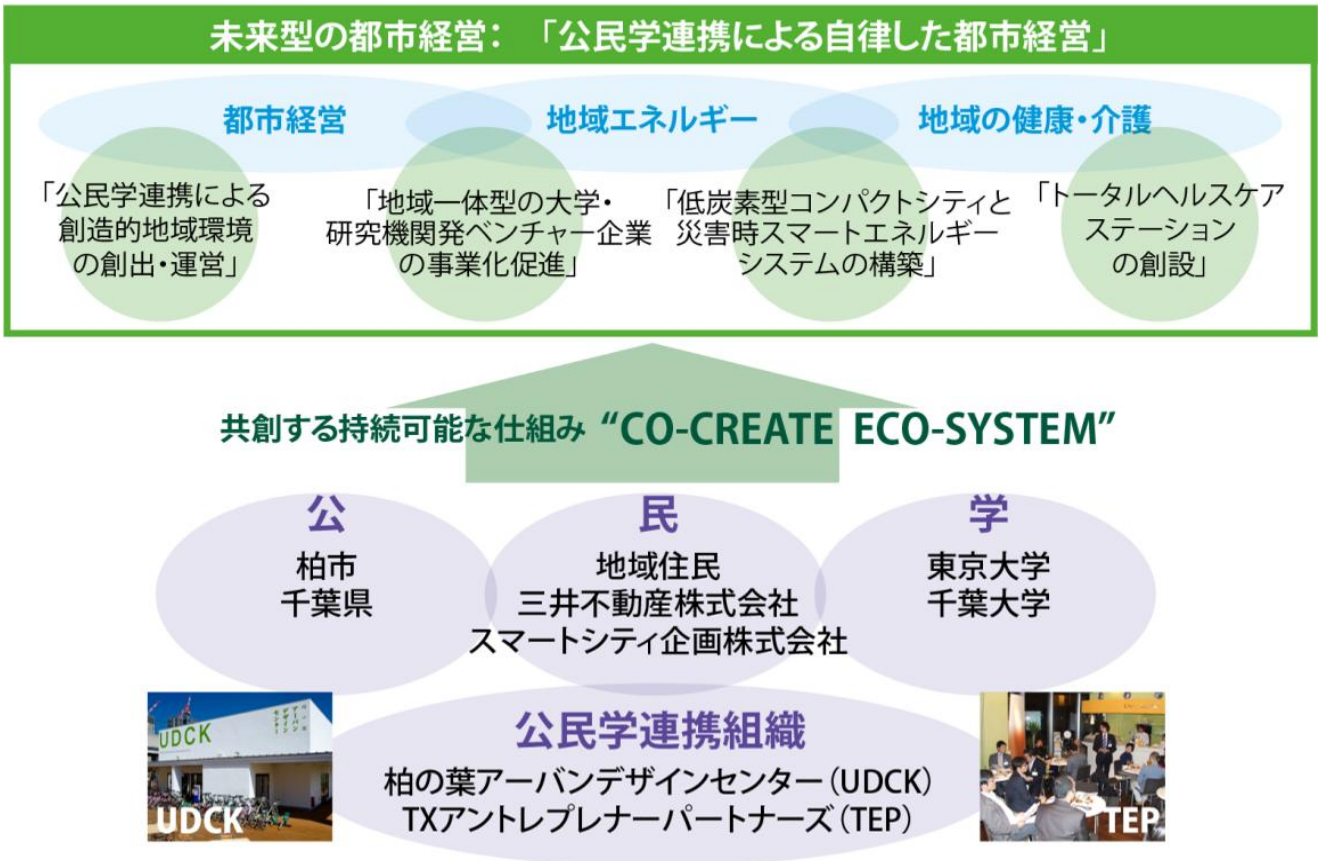 未来型の都市経営：「公民学連携による自律した都市経営」
都市経営
地域エネルギー
地域の健康・介護
「公民学連携による
創造的地域環境
の創出・運営」
「地域一体型の大学・
研究機関発ベンチャー企業
の事業化促進」
「低炭素型コンパクトシティと
災害時スマートエネルギー
システムの構築」
「トータルヘルスケア
ステーション
の創設」
共創する持続可能な仕組み “CO-CREATE ECO-SYSTEM”
公
柏市
千葉県
民
地域住民
三井不動産株式会社
スマートシティ企画株式会社
学
東京大学
千葉大学
公民学連携組織
柏の葉アーバンデザインセンター（UDCK）
TXアントレプレナーパートナーズ（TEP）
UDCK
アーバン
デザイン
センター
UDCK
TEP